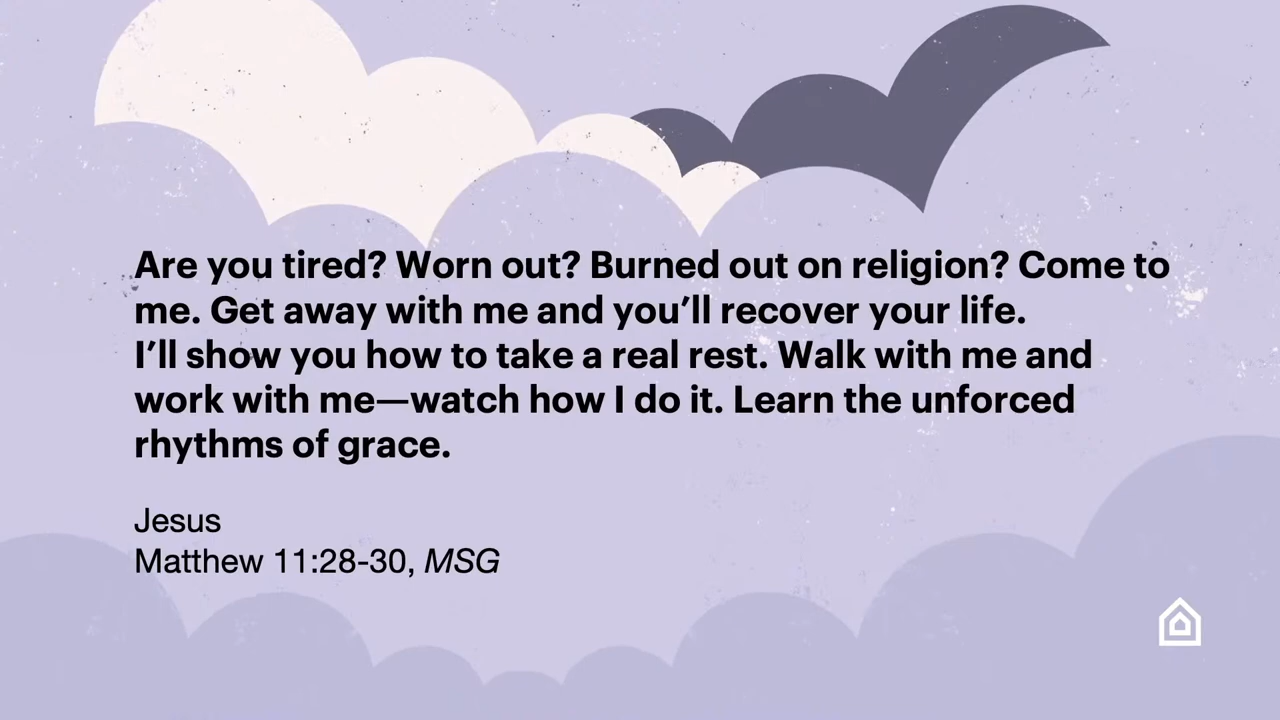 Are you tired? Worn out? Burned out on religion? Come to
me. Get away with me and you’ll recover your life.
I’ll show you how to take a real rest. Walk with me and
work with me—watch how I do it. Learn the unforced
rhythms of grace.
Jesus
Matthew 11:28-30, MSG